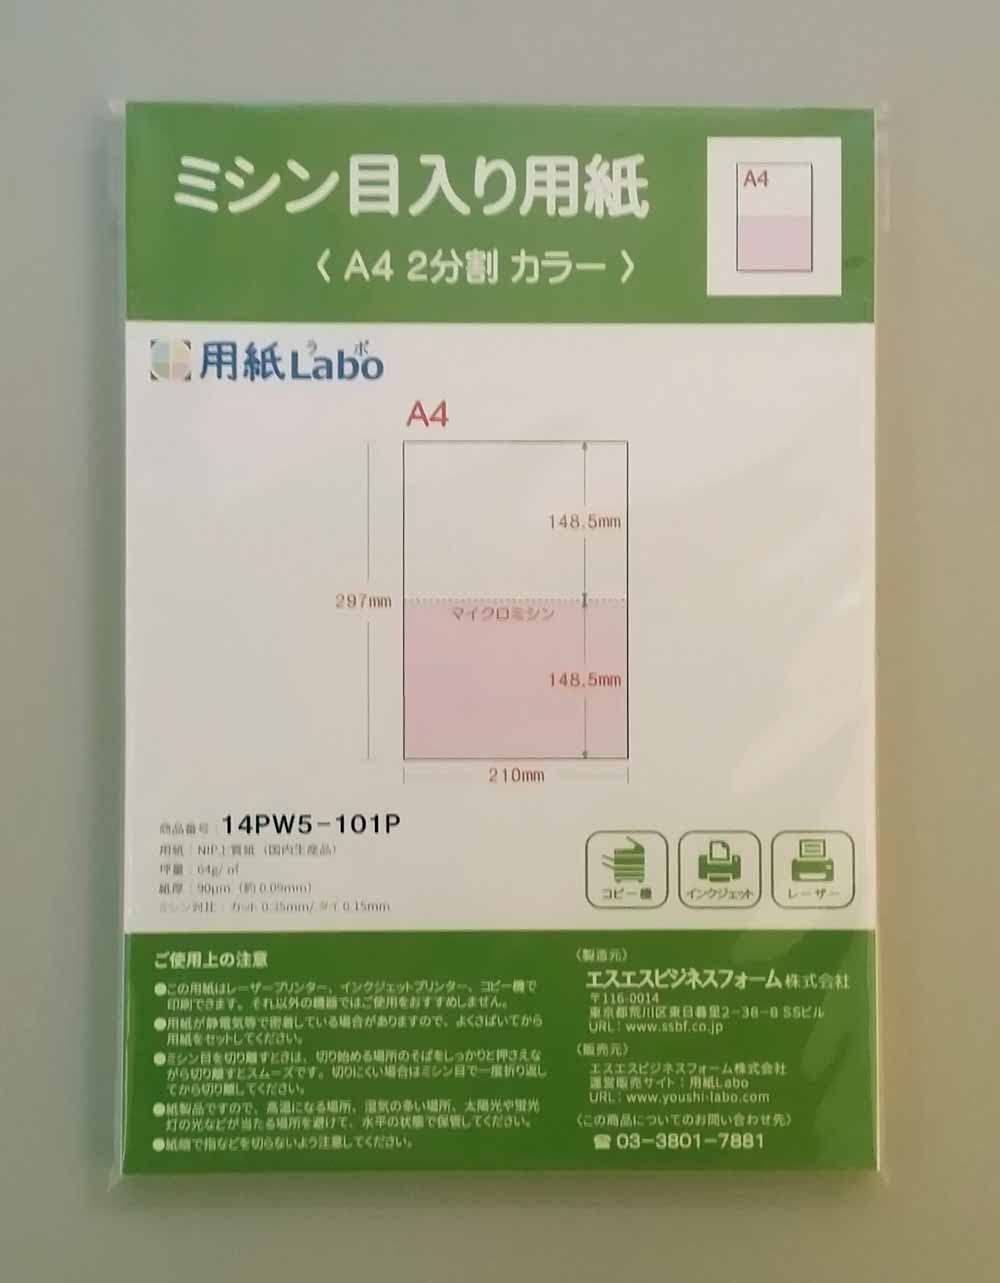 ミシン目入り用紙
〈 A4 2分割 カラー 〉
A4
用紙Labo
ラボ
A4
148.5mm
297mm
マイクロミシン
148.5mm
210mm
商品番号：14PW5-101P
用紙：NIP上質紙（国内生産品）
坪量：64g/㎡
紙厚：90μm（約0.09mm）
ミシン対比：カット0.35mm/タイ0.15mm
コピー機
インクジェット
レーザー
ご使用上の注意
●この用紙はレーザープリンター、インクジェットプリンター、コピー機で
印刷できます。それ以外の機器ではご使用をおすすめしません。
●用紙が静電気等で密着している場合がありますので、よくさばいてから
用紙をセットしてください。
●ミシン目を切り離すときは、切り始める場所のそばをしっかりと押さえな
がら切り離すとスムーズです。切りにくい場合はミシン目で一度折り返し
てから切り離してください。
●紙製品ですので、高温になる場所、湿気の多い場所、太陽光や蛍光
灯の光などが当たる場所を避けて、水平の状態で保管してください。
●紙端で指などを切らないよう注意してください。
〈製造元〉
エスエスビジネスフォーム株式会社
〒116-0014
東京都荒川区東日暮里2-38-8 SSビル
URL：www.ssbf.co.jp
〈販売元〉
エスエスビジネスフォーム株式会社
運営販売サイト：用紙Labo
URL：www.youshi-labo.com
〈この商品についてのお問い合わせ先〉
☎ 03-3801-7881